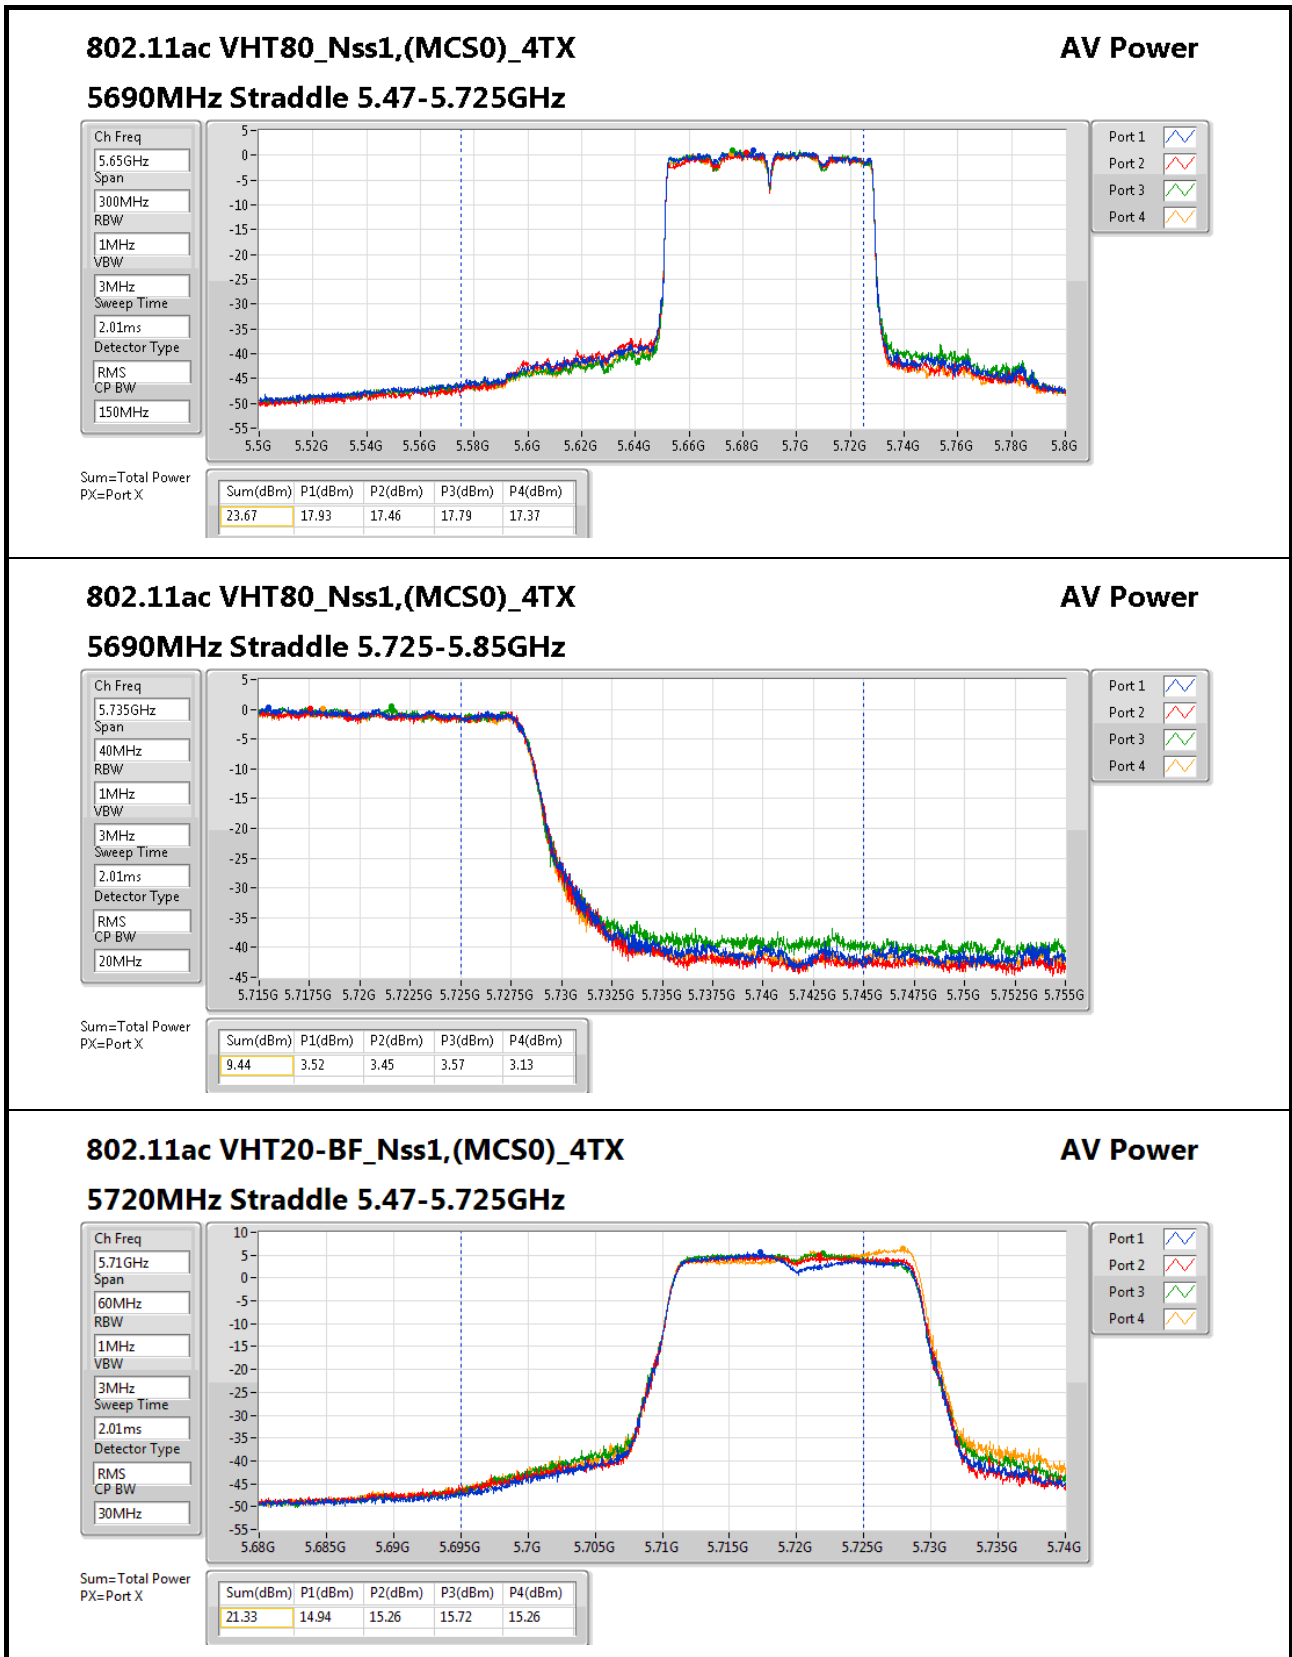 802.11ac VHT80_Nss1,(MCS0)_4TX AV Power
5690MHz Straddle 5.47-5.725GHz
Ch Freq
5.65GHz
Span
300MHz
RBW
1MHz
VBW
3MHz
Sweep Time
2.01ms
Detector Type
RMS
CP BW
150MHz
5
0
-5
-10
-15
-20
-25
-30
-35
-40
-45
-50
-55
5.5G 5.52G 5.54G 5.56G 5.58G 5.6G 5.62G 5.64G 5.66G 5.68G 5.7G 5.72G 5.74G 5.76G 5.78G 5.8G
Port 1
Port 2
Port 3
Port 4
Sum=Total Power
PX=Port X
Sum(dBm) P1(dBm) P2(dBm) P3(dBm) P4(dBm)
23.67 17.93 17.46 17.79 17.37
802.11ac VHT80_Nss1,(MCS0)_4TX AV Power
5690MHz Straddle 5.725-5.85GHz
Ch Freq
5.735GHz
Span
40MHz
RBW
1MHz
VBW
3MHz
Sweep Time
2.01ms
Detector Type
RMS
CP BW
20MHz
5
0
-5
-10
-15
-20
-25
-30
-35
-40
-45
5.715G 5.7175G 5.72G 5.7225G 5.725G 5.7275G 5.73G 5.7325G 5.735G 5.7375G 5.74G 5.7425G 5.745G 5.7475G 5.75G 5.7525G 5.755G
Port 1
Port 2
Port 3
Port 4
Sum=Total Power
PX=Port X
Sum(dBm) P1(dBm) P2(dBm) P3(dBm) P4(dBm)
9.44 3.52 3.45 3.57 3.13
802.11ac VHT20-BF_Nss1,(MCS0)_4TX AV Power
5720MHz Straddle 5.47-5.725GHz
Ch Freq
5.71GHz
Span
60MHz
RBW
1MHz
VBW
3MHz
Sweep Time
2.01ms
Detector Type
RMS
CP BW
30MHz
10
5
0
-5
-10
-15
-20
-25
-30
-35
-40
-45
-50
-55
5.68G 5.685G 5.69G 5.695G 5.7G 5.705G 5.71G 5.715G 5.72G 5.725G 5.73G 5.735G 5.74G
Port 1
Port 2
Port 3
Port 4
Sum=Total Power
PX=Port X
Sum(dBm) P1(dBm) P2(dBm) P3(dBm) P4(dBm)
21.33 14.94 15.26 15.72 15.26